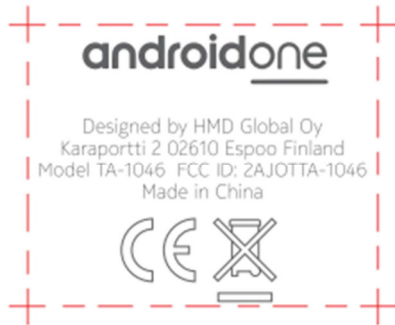 androidone
Designed by HMD Global Oy
Karaportti 2 02610 Espoo Finland
Model TA-1046 FCC ID: 2AJOTTA-1046
Made in China
CE